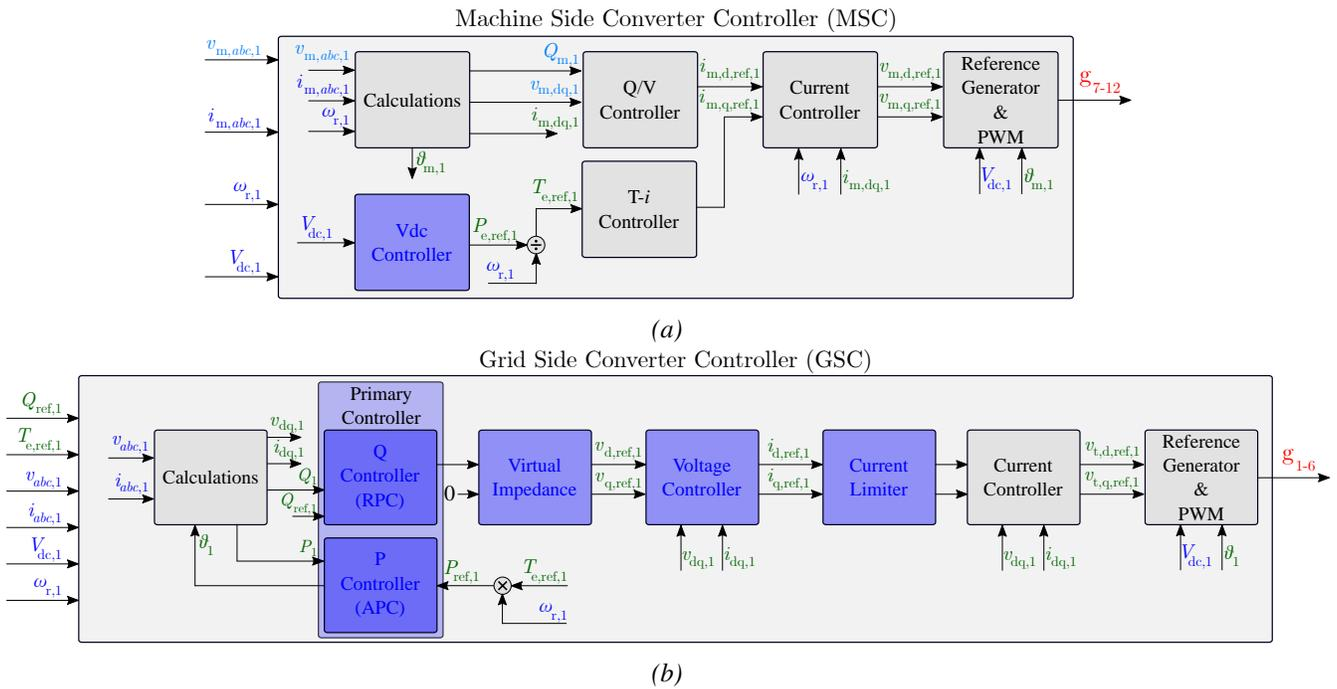 Machine Side Converter Controller (MSC)
v_m,abc,1
i_m,abc,1
ω_r,1
V_dc,1
v_m,abc,1
i_m,abc,1
ω_r,1
Calculations
ϑ_m,1
Q_m,1
v_m,dq,1
i_m,dq,1
Q/V
Controller
i_m,d,ref,1
i_m,q,ref,1
Current
Controller
ω_r,1
i_m,dq,1
v_m,d,ref,1
v_m,q,ref,1
Reference
Generator
&
PWM
V_dc,1
ϑ_m,1
g_7-12
V_dc,1
Vdc
Controller
P_e,ref,1
÷
ω_r,1
T_e,ref,1
T-i
Controller
(a)
Grid Side Converter Controller (GSC)
Q_ref,1
T_e,ref,1
v_abc,1
i_abc,1
V_dc,1
ω_r,1
v_abc,1
i_abc,1
Calculations
ϑ_1
v_dq,1
i_dq,1
Q_1
Q_ref,1
P_1
Primary
Controller
Q
Controller
(RPC)
P
Controller
(APC)
P_ref,1
×
T_e,ref,1
ω_r,1
0
Virtual
Impedance
v_d,ref,1
v_q,ref,1
Voltage
Controller
v_dq,1
i_dq,1
i_d,ref,1
i_q,ref,1
Current
Limiter
Current
Controller
v_dq,1
i_dq,1
v_t,d,ref,1
v_t,q,ref,1
Reference
Generator
&
PWM
V_dc,1
ϑ_1
g_1-6
(b)